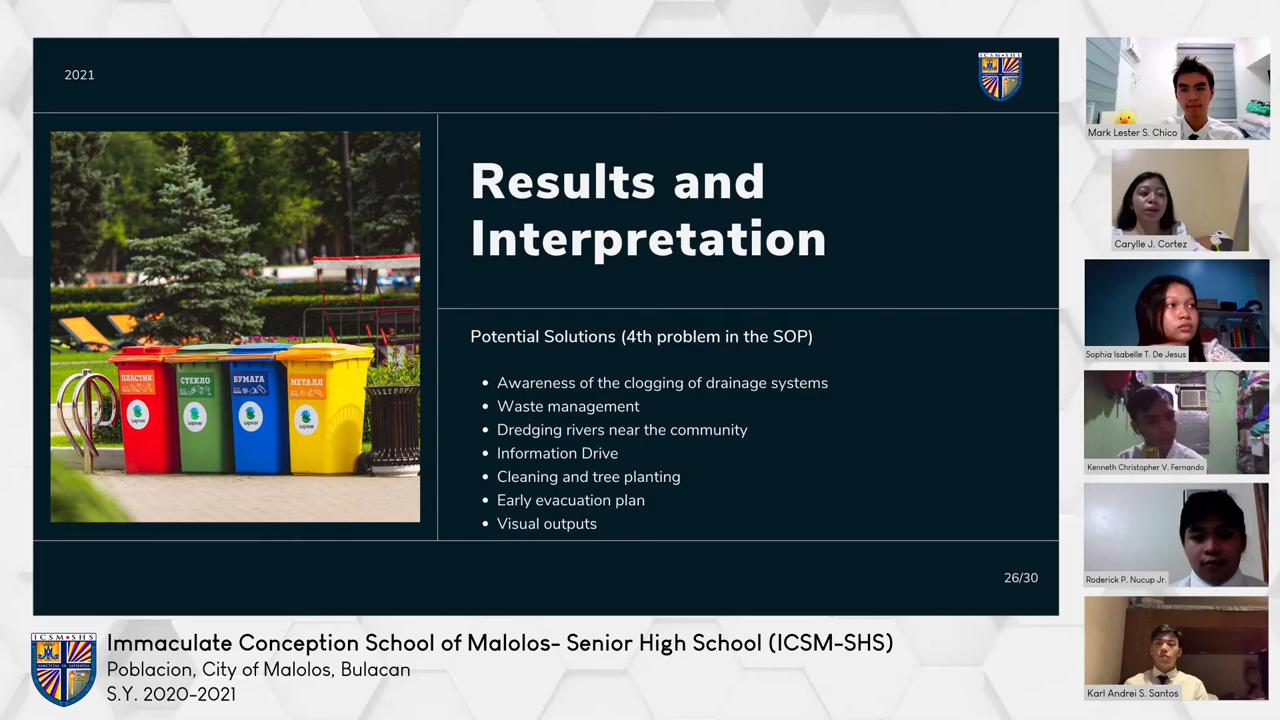 2021
ICSM-SHS
Results and
Interpretation
ПЛАСТИК
СТЕКЛО
БУМАГА
МЕТАЛЛ
Potential Solutions (4th problem in the SOP)
• Awareness of the clogging of drainage systems
• Waste management
• Dredging rivers near the community
• Information Drive
• Cleaning and tree planting
• Early evacuation plan
• Visual outputs
26/30
Mark Lester S. Chico
Carylle J. Cortez
Sophia Isabelle T. De Jesus
Kenneth Christopher V. Fernando
Roderick P. Nucup Jr.
Karl Andrei S. Santos
ICSM•SHS
Immaculate Conception School of Malolos- Senior High School (ICSM-SHS)
Poblacion, City of Malolos, Bulacan
S.Y. 2020-2021